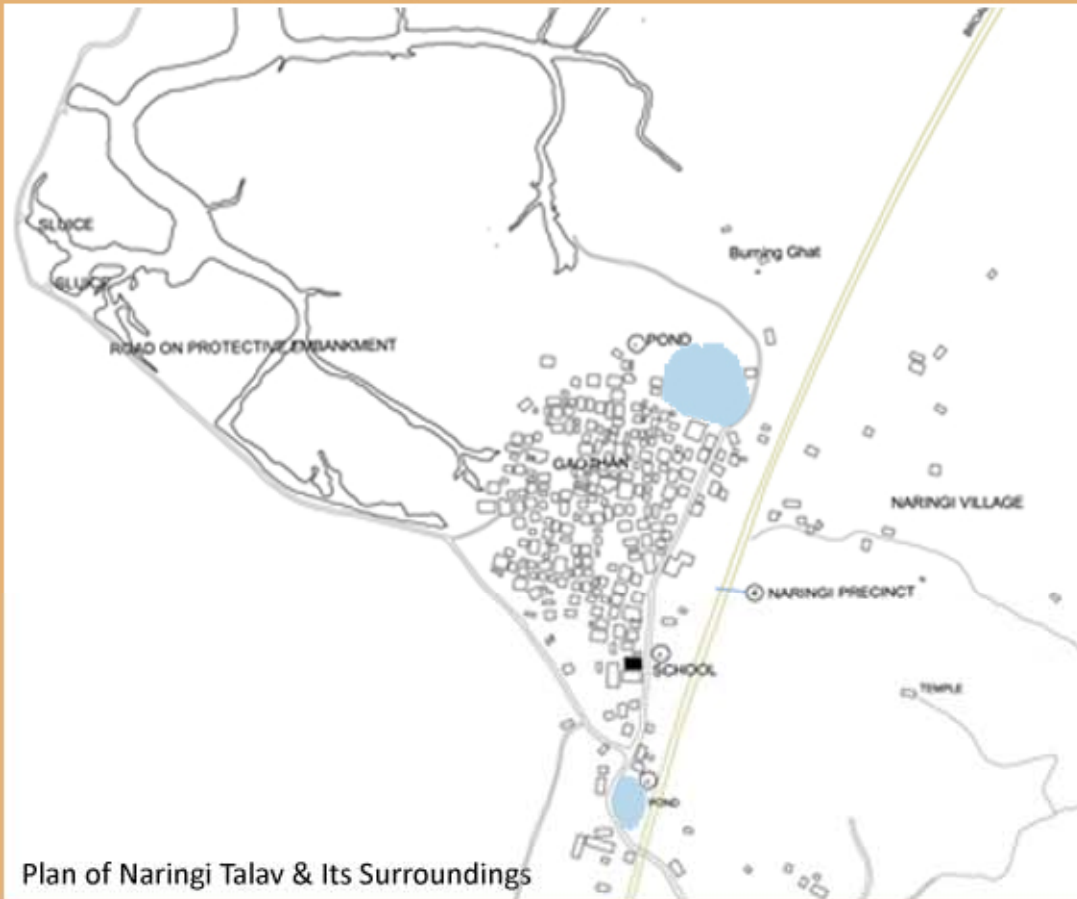 SLUICE
Burning Ghat
SLUICE
POND
ROAD ON PROTECTIVE EMBANKMENT
GAOTHAN
NARINGI VILLAGE
NARINGI PRECINCT
SCHOOL
TEMPLE
POND
Plan of Naringi Talav & Its Surroundings